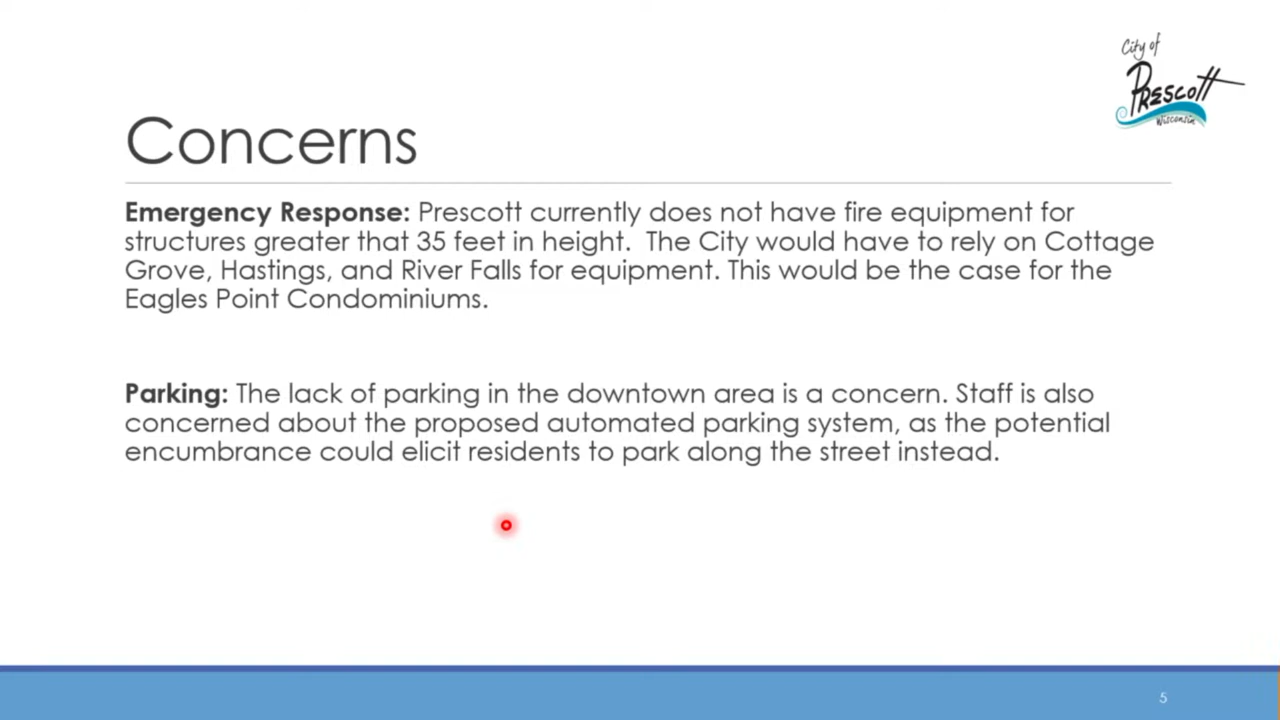 City of
Prescott
Wisconsin
Concerns
Emergency Response: Prescott currently does not have fire equipment for
structures greater that 35 feet in height.  The City would have to rely on Cottage
Grove, Hastings, and River Falls for equipment. This would be the case for the
Eagles Point Condominiums.
Parking: The lack of parking in the downtown area is a concern. Staff is also
concerned about the proposed automated parking system, as the potential
encumbrance could elicit residents to park along the street instead.
5